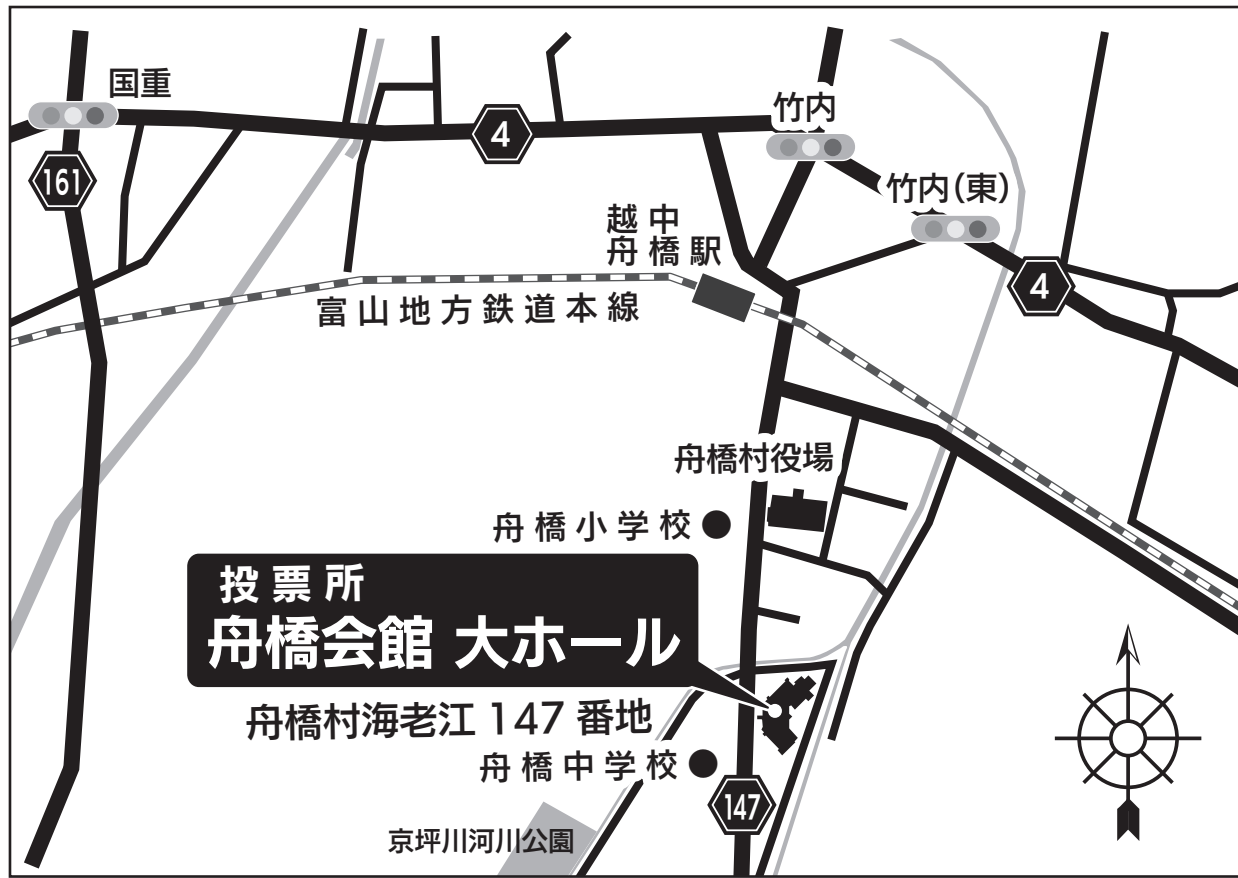 国重
竹内
4
161
竹内(東)
越中
舟橋駅
4
富山地方鉄道本線
舟橋村役場
舟橋小学校
投票所
舟橋会館 大ホール
舟橋村海老江 147 番地
舟橋中学校
147
京坪川河川公園